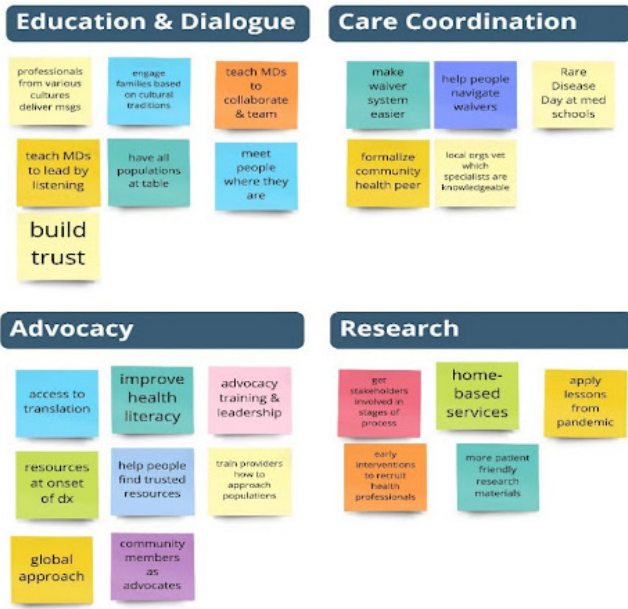 Education & Dialogue
professionals
from various
cultures
deliver msgs
engage
families based
on cultural
traditions
teach MDs
to
collaborate
& team
teach MDs
to lead by
listening
have all
populations
at table
meet
people
where they
are
build
trust
Care Coordination
make
waiver
system
easier
help people
navigate
waivers
Rare
Disease
Day at med
schools
formalize
community
health peer
local orgs vet
which
specialists are
knowledgeable
Advocacy
access to
translation
improve
health
literacy
advocacy
training &
leadership
resources
at onset
of dx
help people
find trusted
resources
train providers
how to
approach
populations
global
approach
community
members
as
advocates
Research
get
stakeholders
involved in
stages of
process
home-
based
services
apply
lessons
from
pandemic
early
interventions
to recruit
health
professionals
more patient
friendly
research
materials